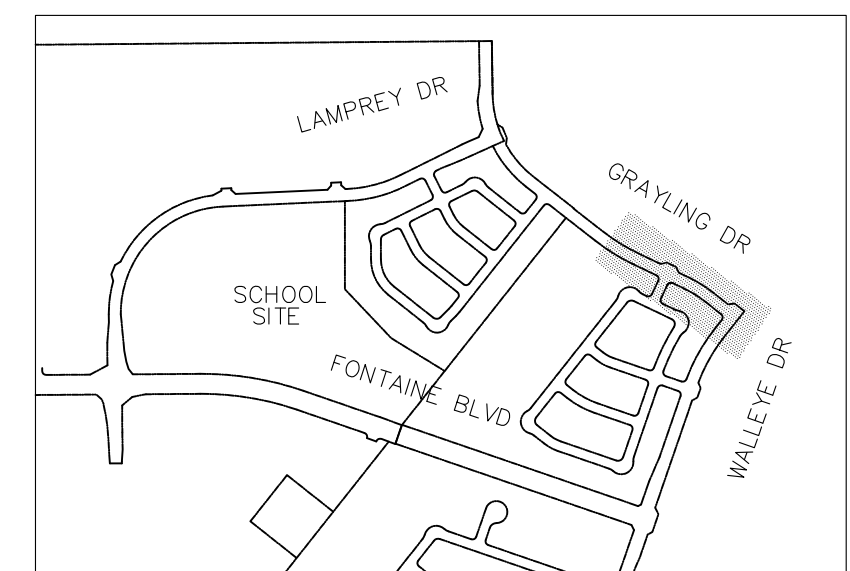 LAMPREY DR
GRAYLING DR
SCHOOL
SITE
FONTAINE BLVD
WALLEYE DR